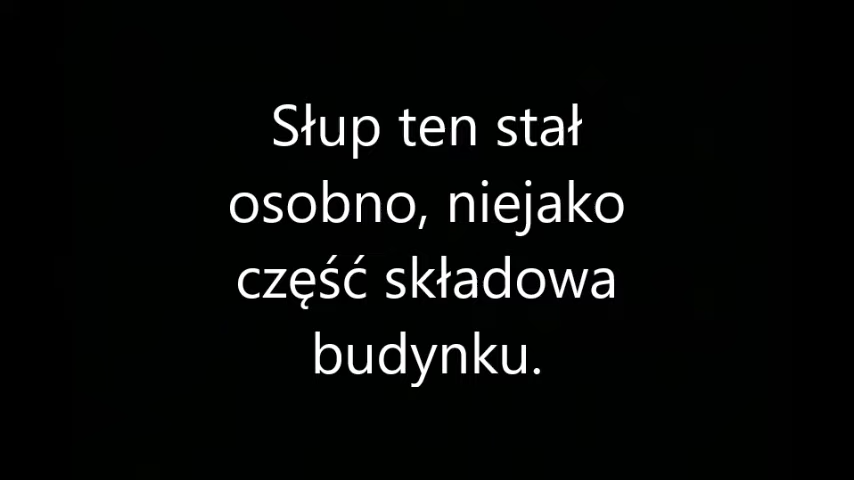 Słup ten stał
osobno, niejako
część składowa
budynku.